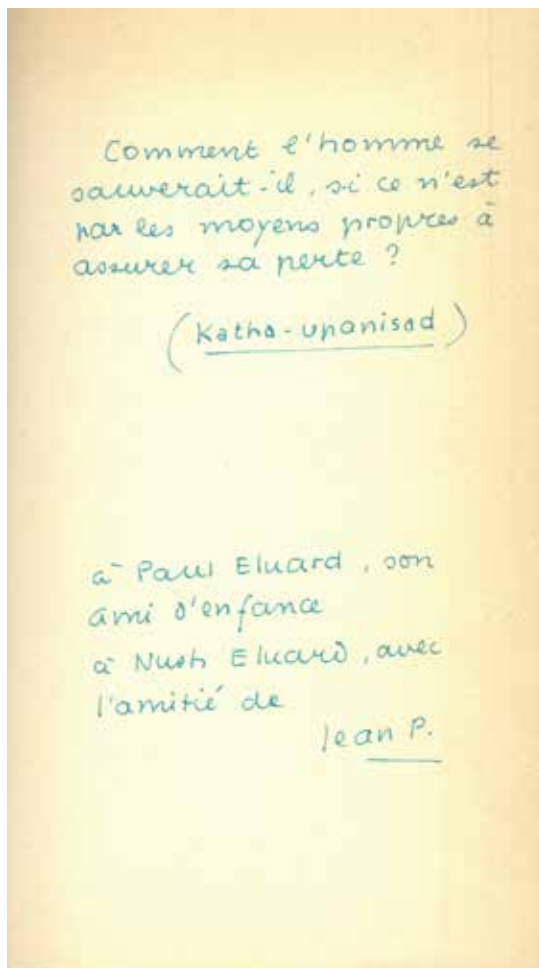 Comment l'homme se
sauverait-il, si ce n'est
par les moyens propres à
assurer sa perte ?
(Katha-upanisad)
à Paul Eluard, son
ami d'enfance
à Nush Eluard, avec
l'amitié de
Jean P.